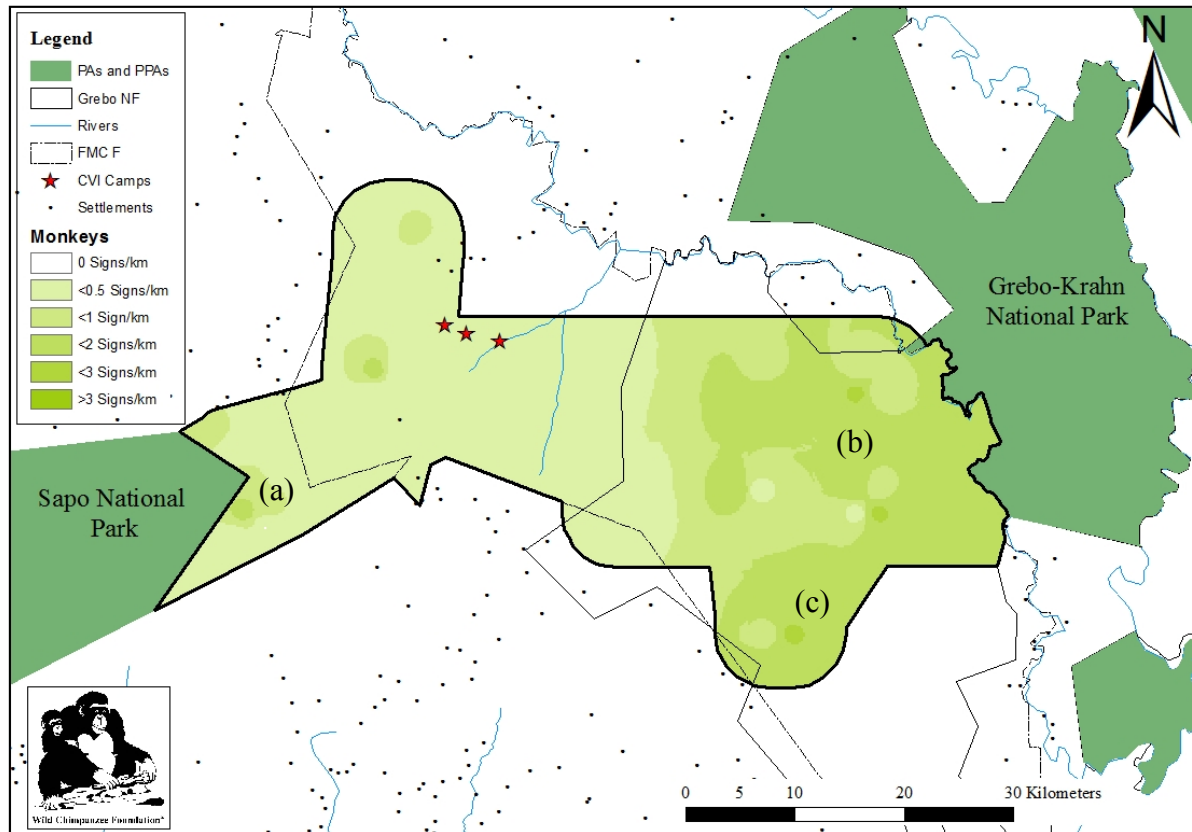 Legend
PAs and PPAs
Grebo NF
Rivers
FMC F
CVI Camps
Settlements
Monkeys
0 Signs/km
<0.5 Signs/km
<1 Sign/km
<2 Signs/km
<3 Signs/km
>3 Signs/km
N
Grebo-Krahn
National Park
(b)
(a)
Sapo National
Park
(c)
Wild Chimpanzee Foundation*
0 5 10 20 30 Kilometers